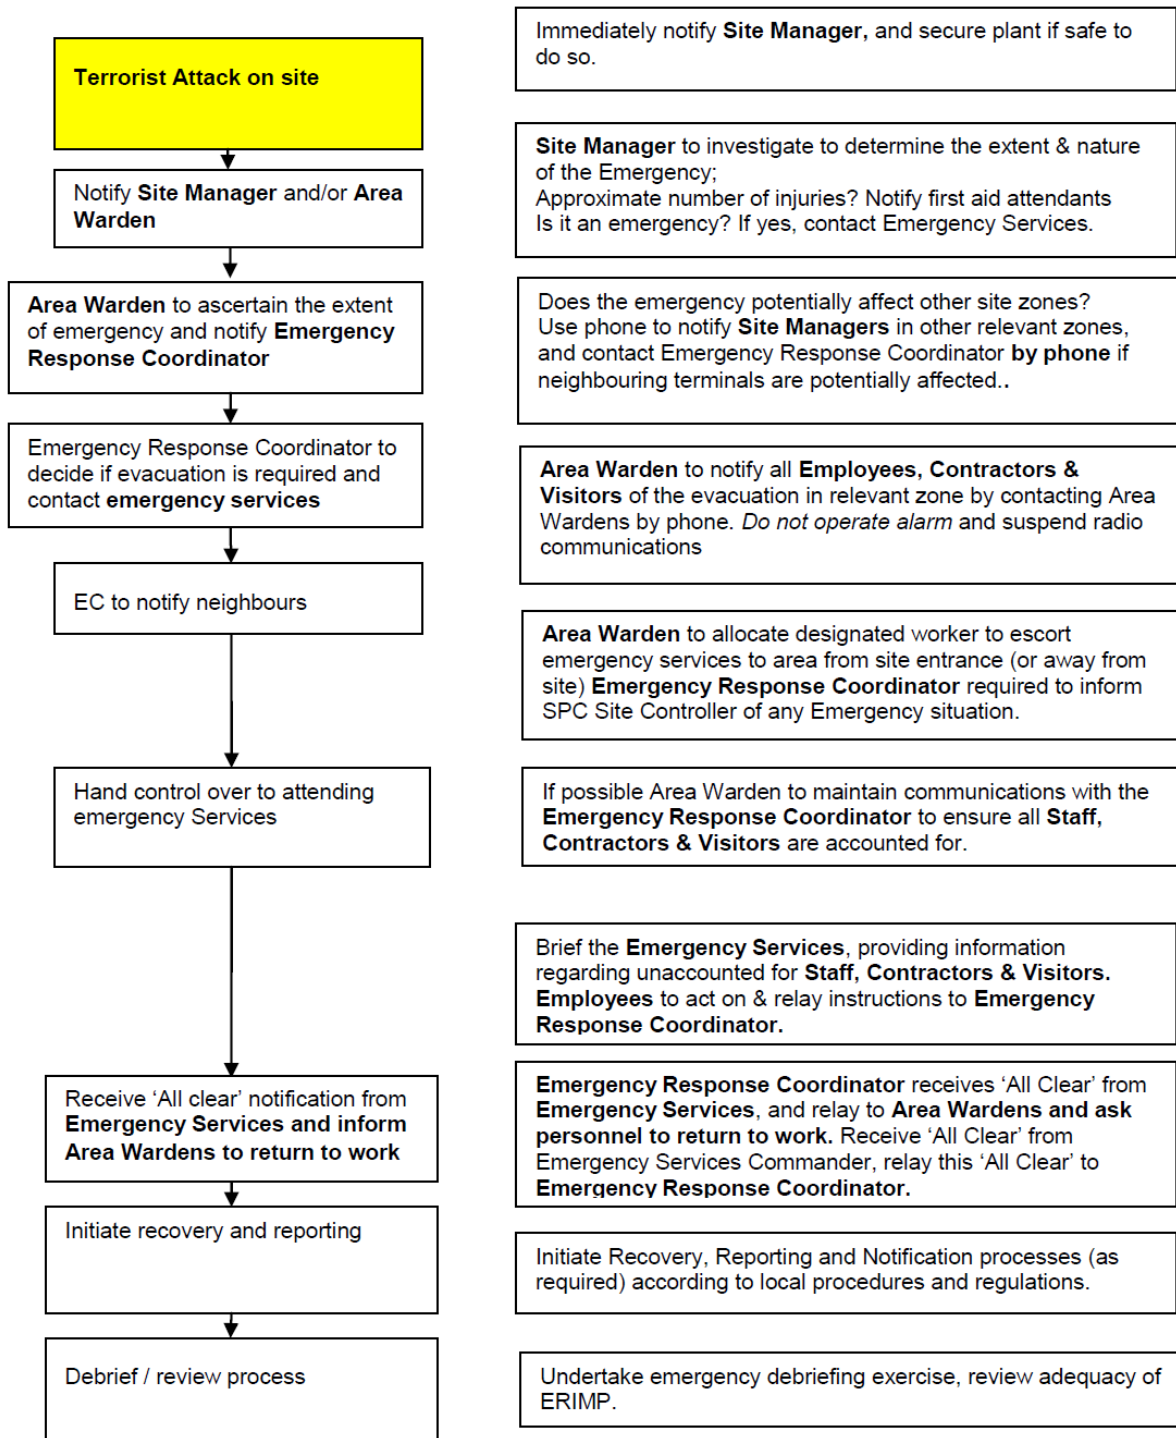 Terrorist Attack on site
Immediately notify Site Manager, and secure plant if safe to
do so.
Notify Site Manager and/or Area
Warden
Site Manager to investigate to determine the extent & nature
of the Emergency;
Approximate number of injuries? Notify first aid attendants
Is it an emergency? If yes, contact Emergency Services.
Area Warden to ascertain the extent
of emergency and notify Emergency
Response Coordinator
Does the emergency potentially affect other site zones?
Use phone to notify Site Managers in other relevant zones,
and contact Emergency Response Coordinator by phone if
neighbouring terminals are potentially affected..
Emergency Response Coordinator to
decide if evacuation is required and
contact emergency services
Area Warden to notify all Employees, Contractors &
Visitors of the evacuation in relevant zone by contacting Area
Wardens by phone. Do not operate alarm and suspend radio
communications
EC to notify neighbours
Area Warden to allocate designated worker to escort
emergency services to area from site entrance (or away from
site) Emergency Response Coordinator required to inform
SPC Site Controller of any Emergency situation.
Hand control over to attending
emergency Services
If possible Area Warden to maintain communications with the
Emergency Response Coordinator to ensure all Staff,
Contractors & Visitors are accounted for.
Brief the Emergency Services, providing information
regarding unaccounted for Staff, Contractors & Visitors.
Employees to act on & relay instructions to Emergency
Response Coordinator.
Receive ‘All clear’ notification from
Emergency Services and inform
Area Wardens to return to work
Emergency Response Coordinator receives ‘All Clear’ from
Emergency Services, and relay to Area Wardens and ask
personnel to return to work. Receive ‘All Clear’ from
Emergency Services Commander, relay this ‘All Clear’ to
Emergency Response Coordinator.
Initiate recovery and reporting
Initiate Recovery, Reporting and Notification processes (as
required) according to local procedures and regulations.
Debrief / review process
Undertake emergency debriefing exercise, review adequacy of
ERIMP.